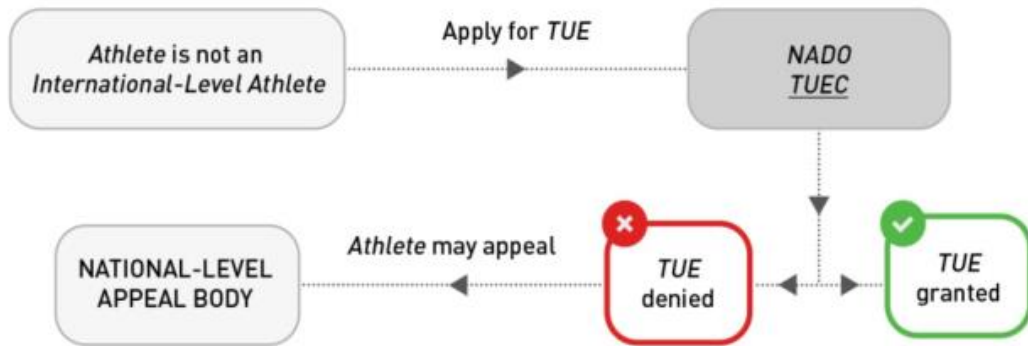 Athlete is not an
International-Level Athlete
Apply for TUE
NADO
TUEC
NATIONAL-LEVEL
APPEAL BODY
Athlete may appeal
TUE
denied
TUE
granted